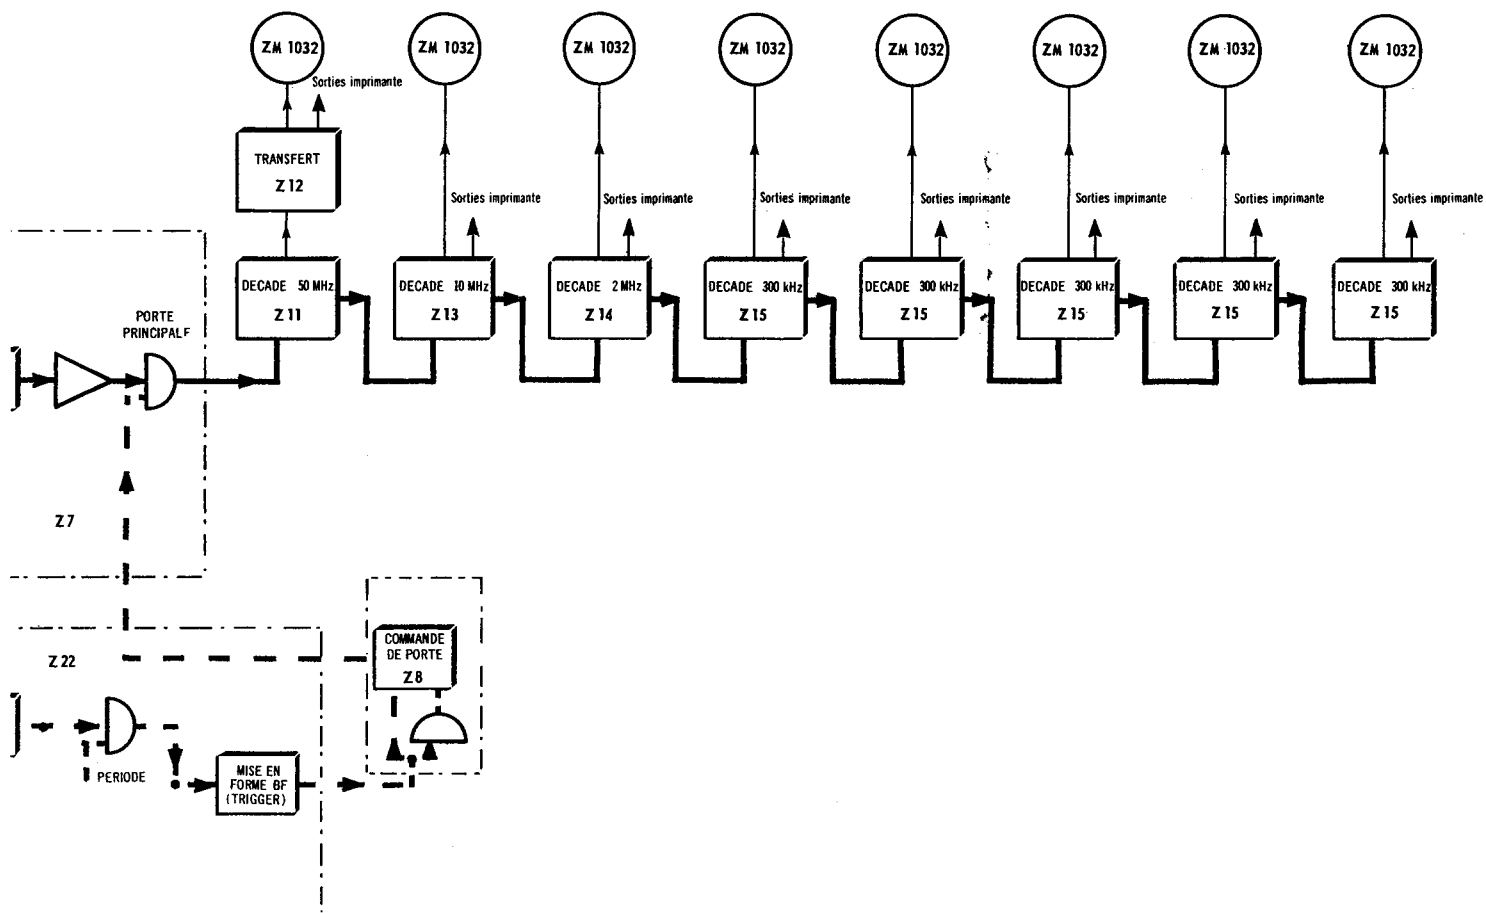 ZM 1032
ZM 1032
ZM 1032
ZM 1032
ZM 1032
ZM 1032
ZM 1032
ZM 1032
Sorties imprimante
TRANSFERT
Z 12
Sorties imprimante
Sorties imprimante
Sorties imprimante
Sorties imprimante
Sorties imprimante
Sorties imprimante
Sorties imprimante
DECADE 50 MHz
Z 11
DECADE 10 MHz
Z 13
DECADE 2 MHz
Z 14
DECADE 300 kHz
Z 15
DECADE 300 kHz
Z 15
DECADE 300 kHz
Z 15
DECADE 300 kHz
Z 15
DECADE 300 kHz
Z 15
PORTE
PRINCIPALE
Z 7
Z 22
COMMANDE
DE PORTE
Z 8
PERIODE
MISE EN
FORME BF
(TRIGGER)